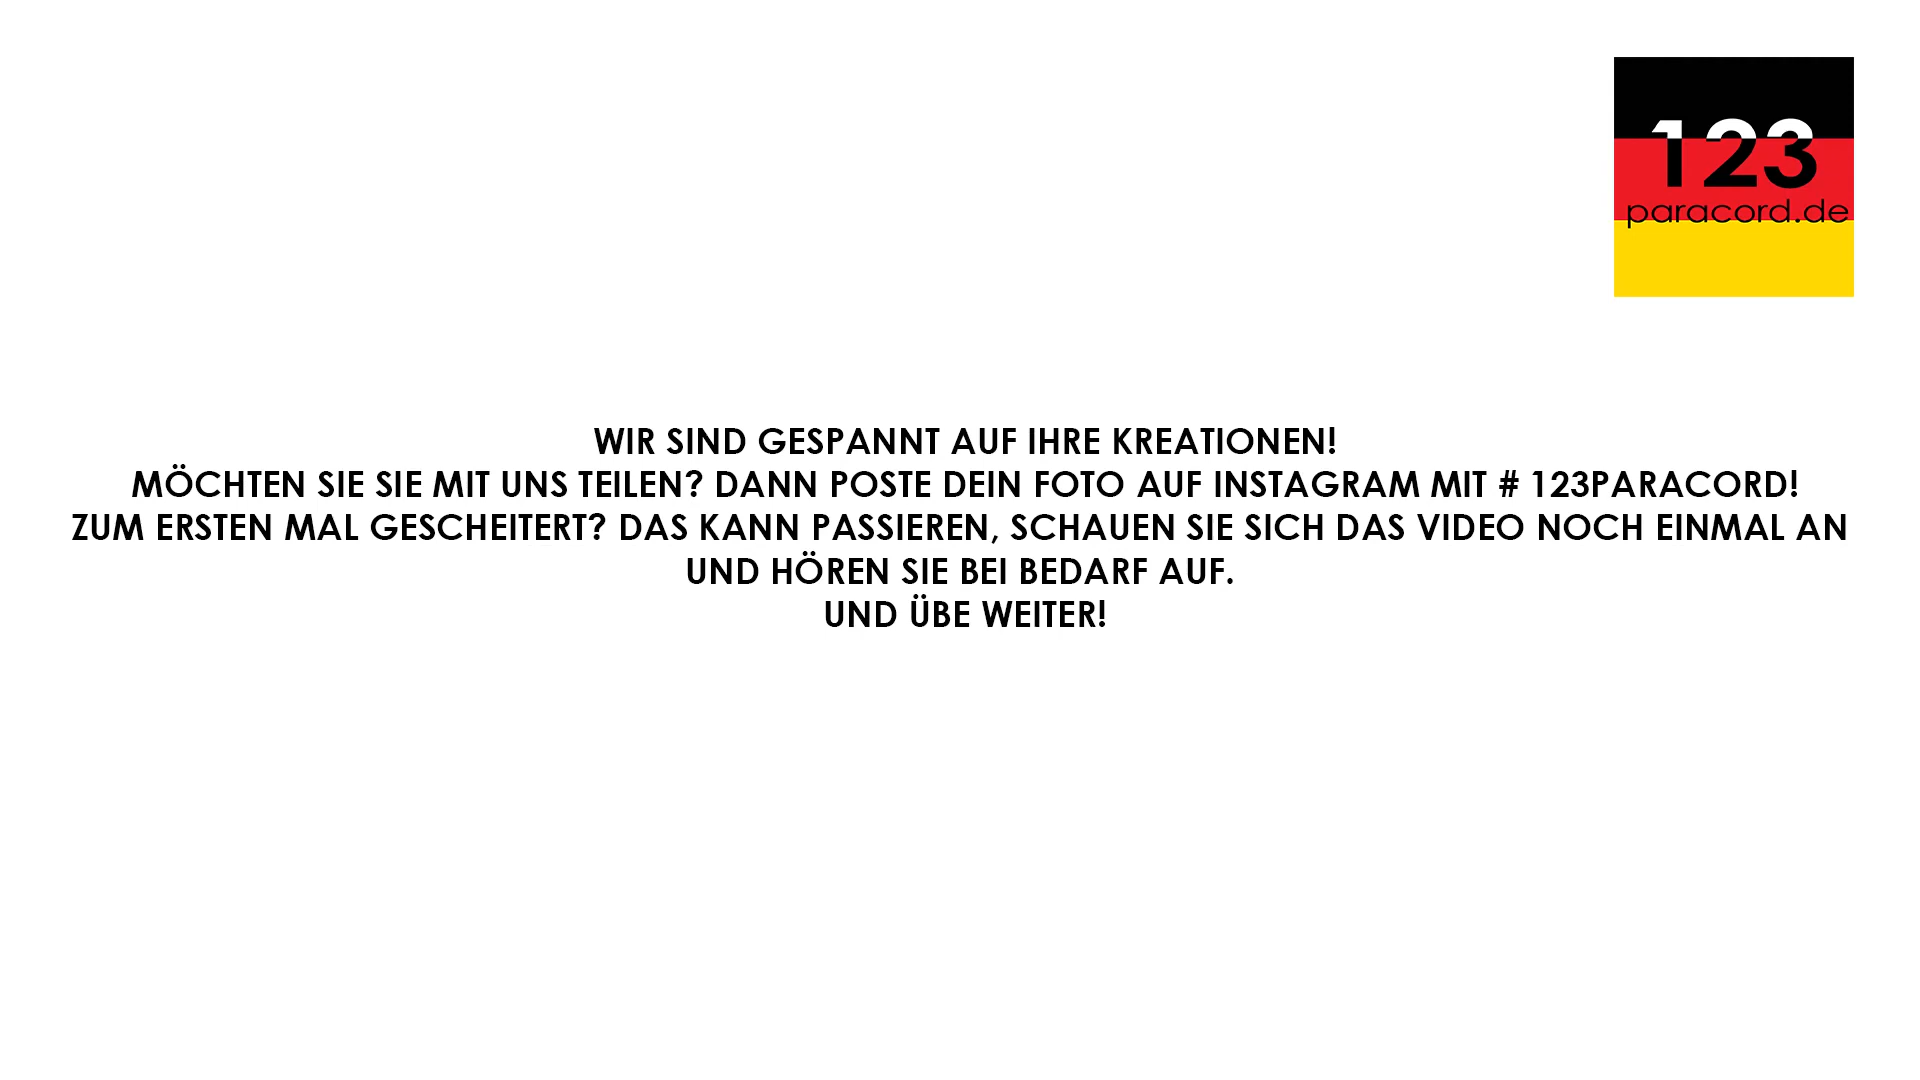 123
paracord.de
WIR SIND GESPANNT AUF IHRE KREATIONEN!
MÖCHTEN SIE SIE MIT UNS TEILEN? DANN POSTE DEIN FOTO AUF INSTAGRAM MIT # 123PARACORD!
ZUM ERSTEN MAL GESCHEITERT? DAS KANN PASSIEREN, SCHAUEN SIE SICH DAS VIDEO NOCH EINMAL AN
UND HÖREN SIE BEI BEDARF AUF.
UND ÜBE WEITER!